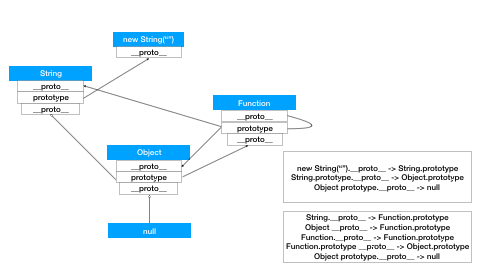 new String("")
__proto__
String
__proto__
prototype
__proto__
Function
__proto__
prototype
__proto__
Object
__proto__
prototype
__proto__
null
new String("").__proto__ -> String.prototype
String.prototype.__proto__ -> Object.prototype
Object prototype.__proto__ -> null
String.__proto__ -> Function.prototype
Object __proto__ -> Function.prototype
Function.__proto__ -> Function.prototype
Function.prototype __proto__ -> Object.prototype
Object prototype.__proto__ -> null